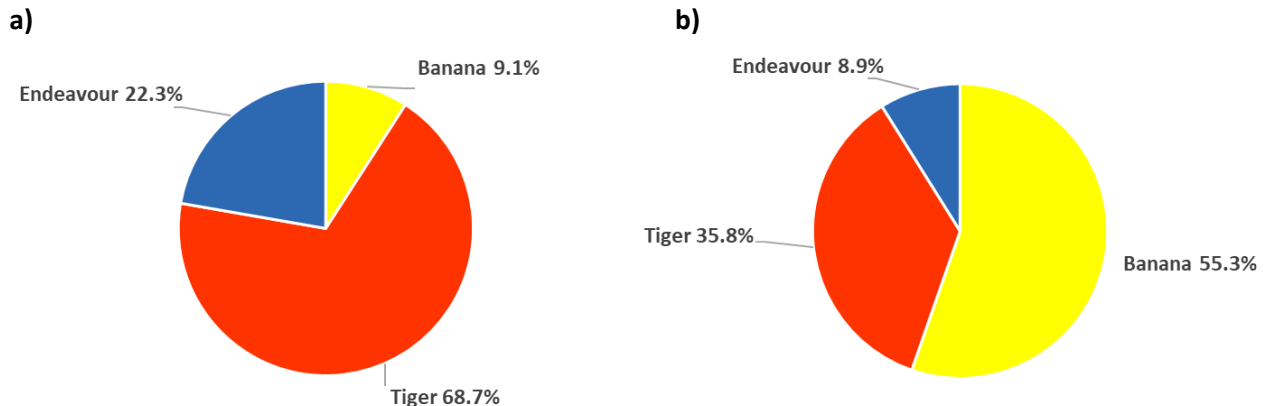 a)
Banana 9.1%
Endeavour 22.3%
Tiger 68.7%
b)
Endeavour 8.9%
Tiger 35.8%
Banana 55.3%